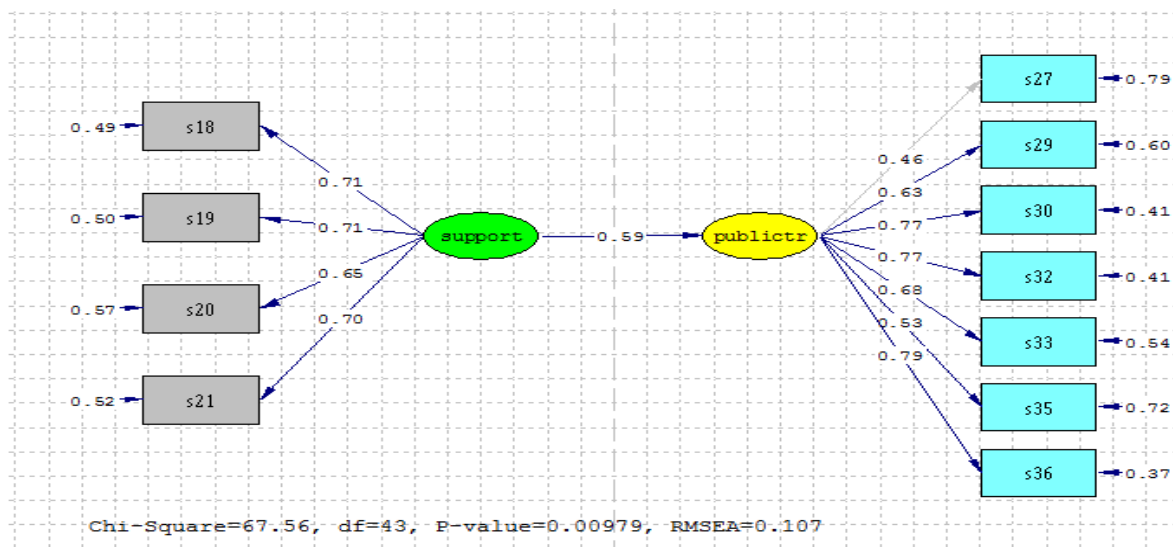 s27
0.79
s18
0.49
s29
0.60
0.46
0.71
0.63
s19
0.50
s30
0.41
0.71
0.77
support
0.59
publictr
0.65
0.77
s32
0.41
s20
0.57
0.68
0.70
0.53
s33
0.54
0.79
s21
0.52
s35
0.72
s36
0.37
Chi-Square=67.56, df=43, P-value=0.00979, RMSEA=0.107